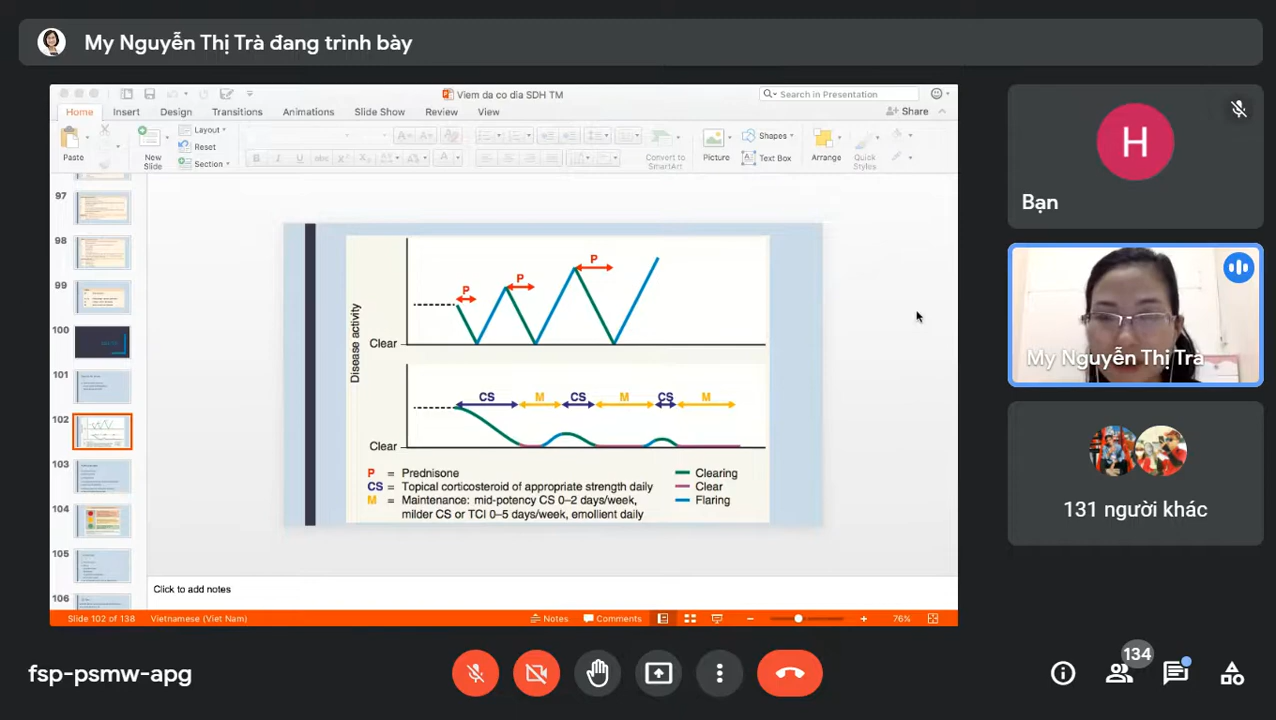 My Nguyễn Thị Trà đang trình bày
Viem da co dia SDH TM
Search in Presentation
Home Insert Design Transitions Animations Slide Show Review View
Share
Paste
New Slide
Layout
Reset
Section
Convert to SmartArt
Picture
Shapes
Text Box
Arrange
Quick Styles
97
98
99
100
101
102
103
104
105
106
Disease activity
P P P
Clear
CS M CS M CS M
Clear
P = Prednisone
CS = Topical corticosteroid of appropriate strength daily
M = Maintenance: mid-potency CS 0–2 days/week,
milder CS or TCI 0–5 days/week, emollient daily
Clearing
Clear
Flaring
Click to add notes
Slide 102 of 138 Vietnamese (Viet Nam) Notes Comments 76%
H
Bạn
My Nguyễn Thị Trà
131 người khác
fsp-psmw-apg
134